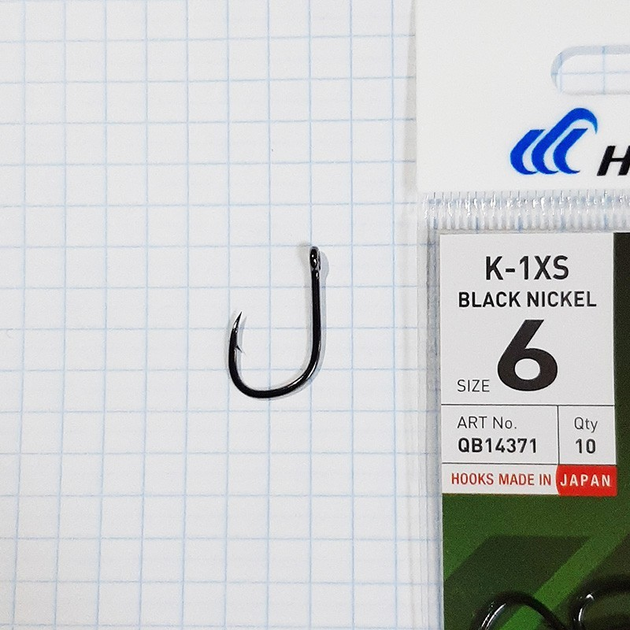 K-1XS
BLACK NICKEL
SIZE 6
ART No.
QB14371
Qty
10
HOOKS MADE IN JAPAN